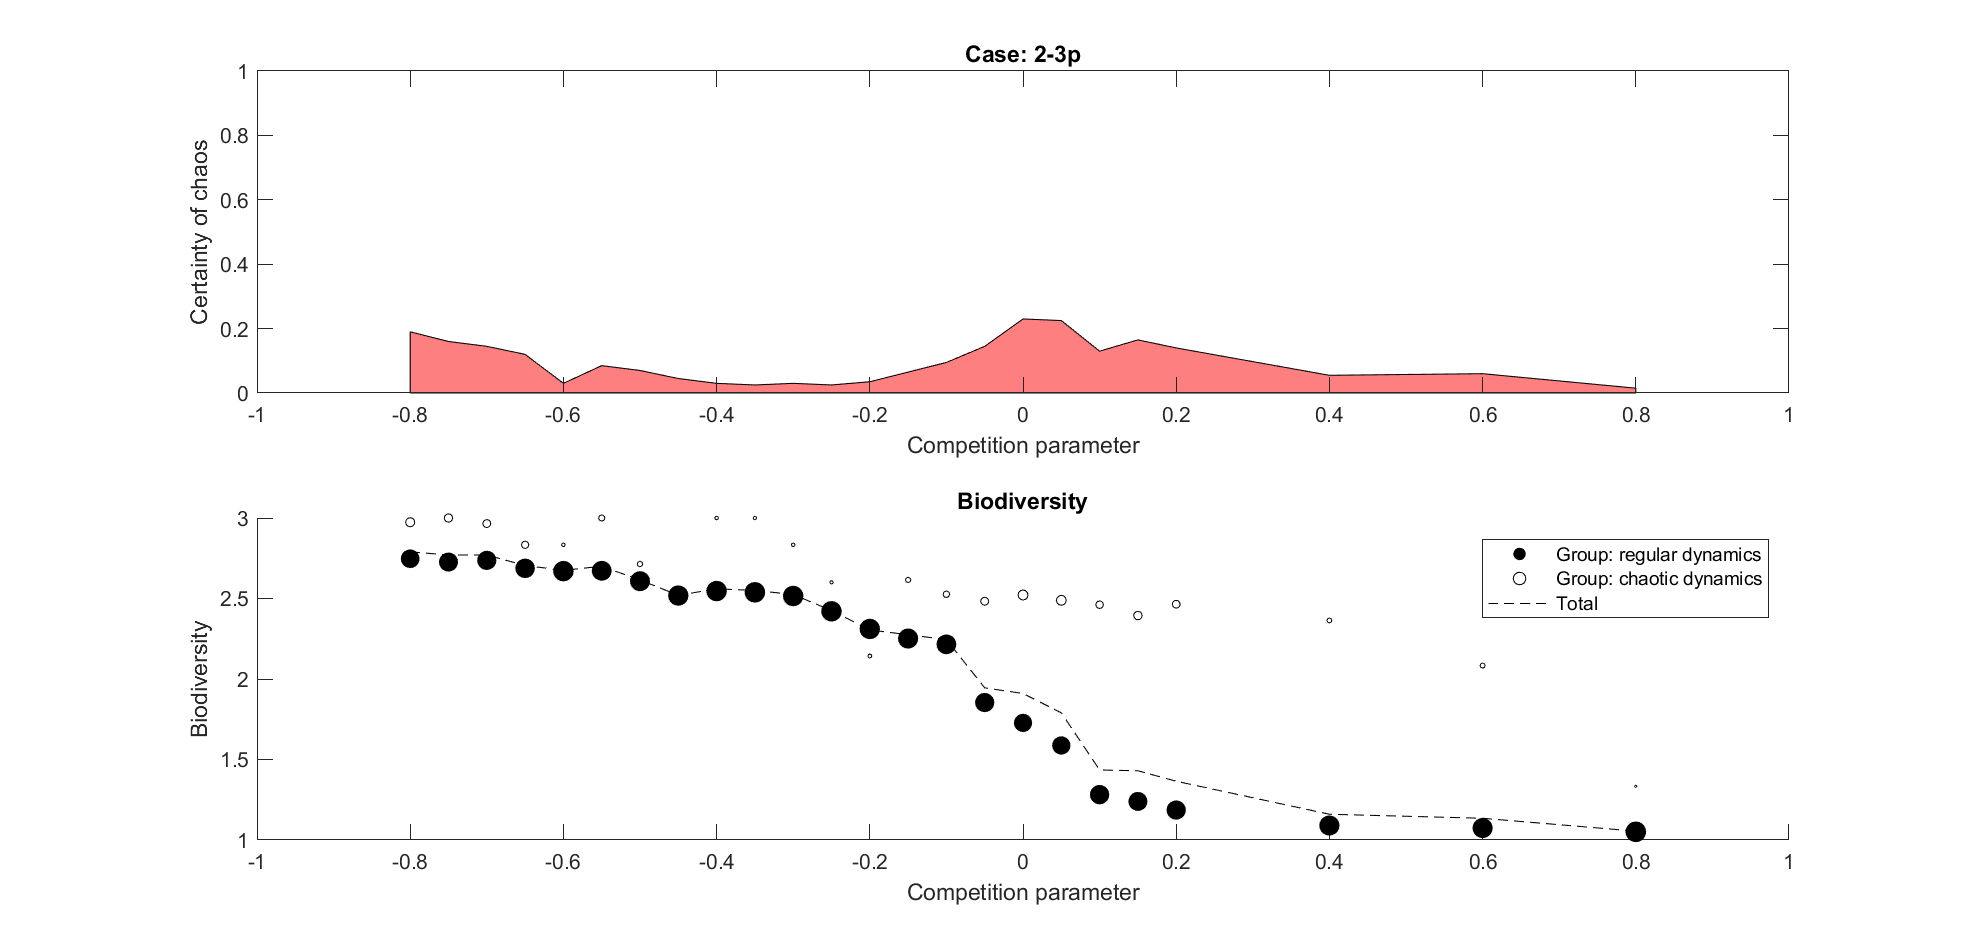 Case: 2-3p
1
0.8
0.6
0.4
0.2
0
Certainty of chaos
-1 -0.8 -0.6 -0.4 -0.2 0 0.2 0.4 0.6 0.8 1
Competition parameter
Biodiversity
3
2.5
2
1.5
1
Biodiversity
Group: regular dynamics
Group: chaotic dynamics
Total
-1 -0.8 -0.6 -0.4 -0.2 0 0.2 0.4 0.6 0.8 1
Competition parameter